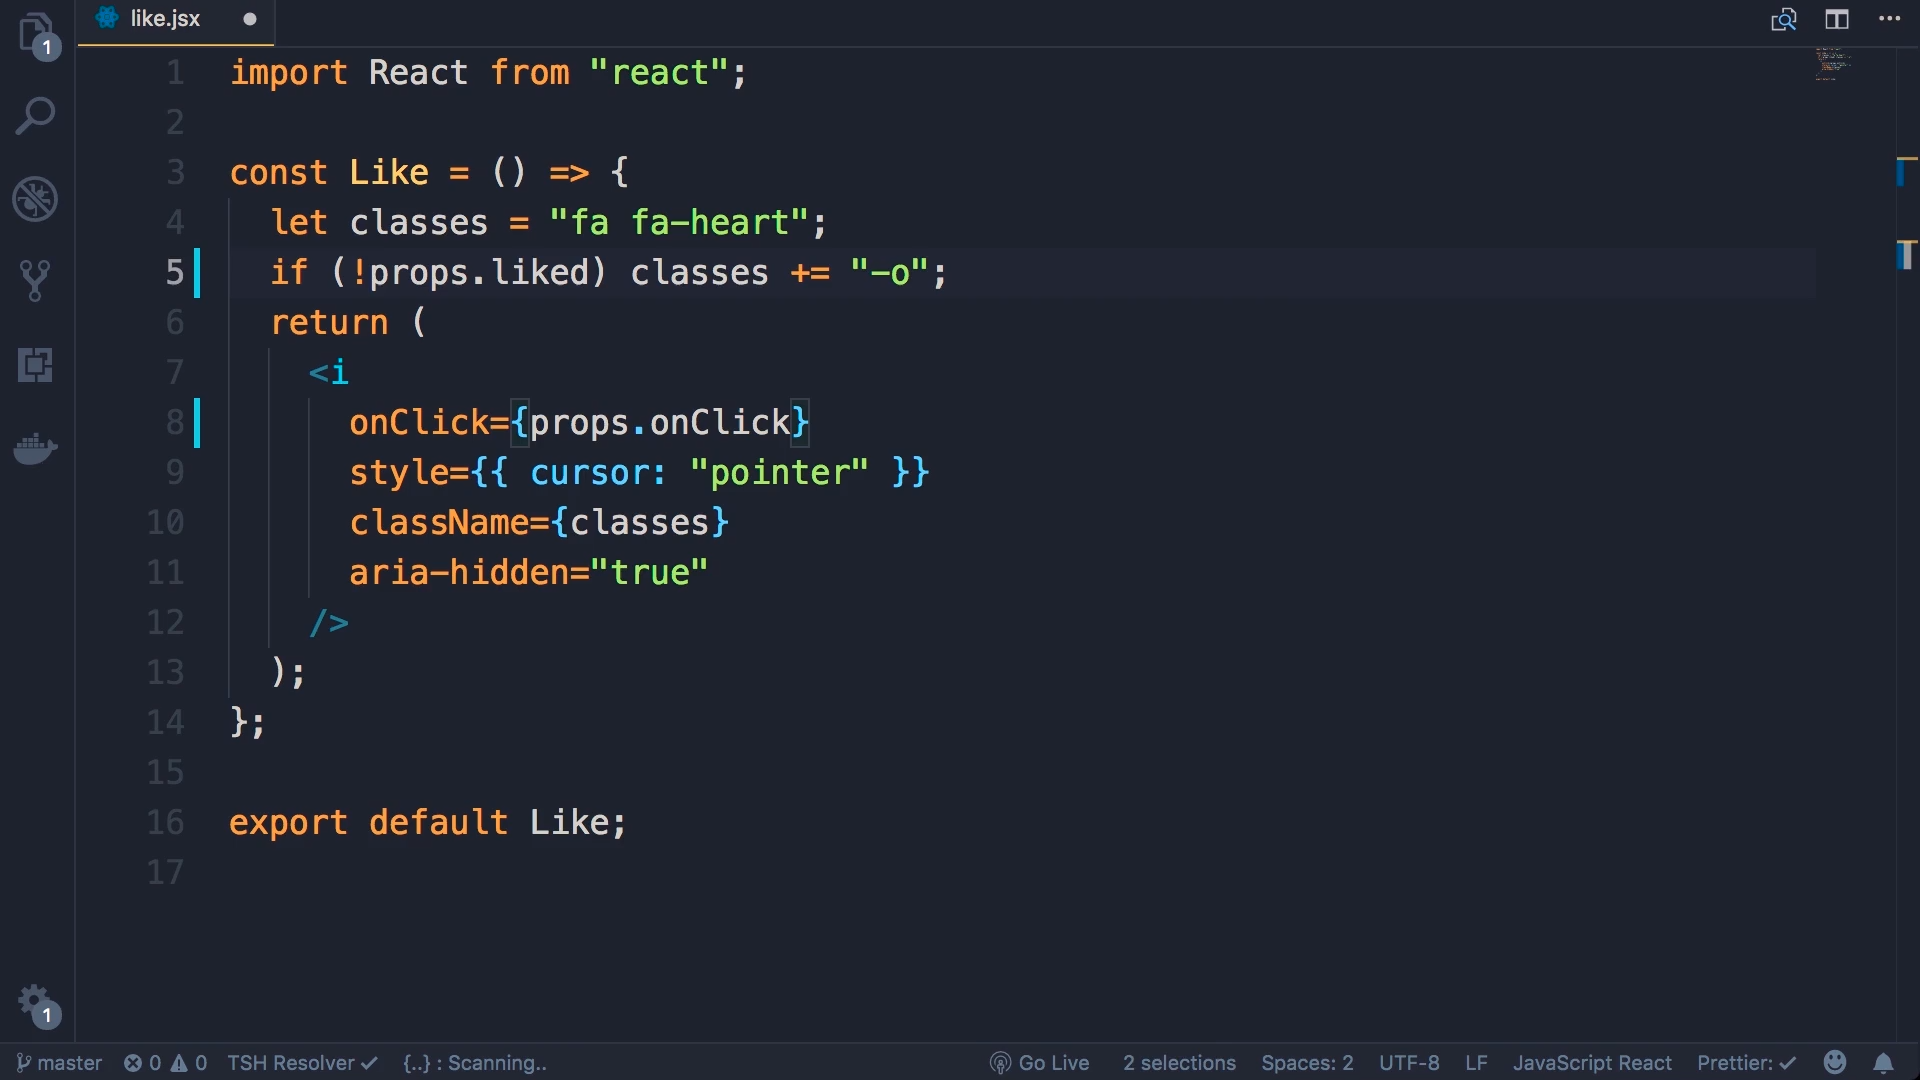 like.jsx
1
1 import React from "react";
2
3 const Like = () => {
4 let classes = "fa fa-heart";
5 if (!props.liked) classes += "-o";
6 return (
7 <i
8 onClick={props.onClick}
9 style={{ cursor: "pointer" }}
10 className={classes}
11 aria-hidden="true"
12 />
13 );
14 };
15
16 export default Like;
17
1
master 0 0 TSH Resolver ✓ {..} : Scanning.. Go Live 2 selections Spaces: 2 UTF-8 LF JavaScript React Prettier: ✓